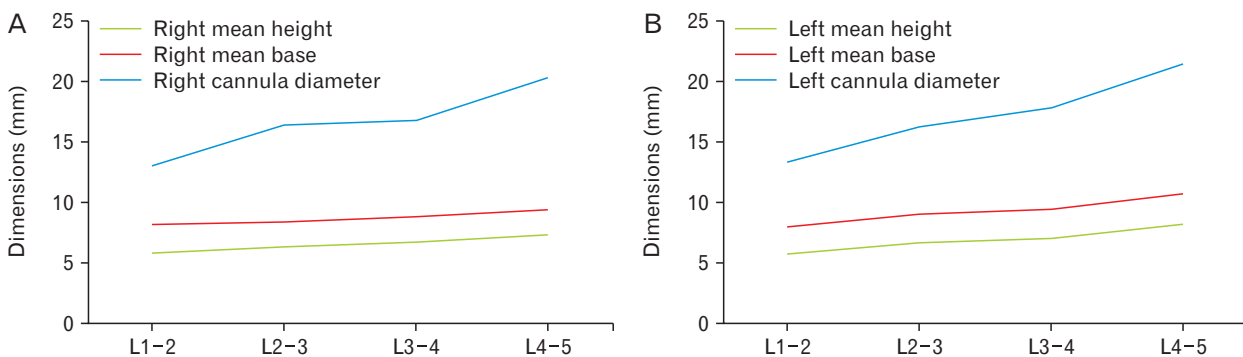 A
Right mean height
Right mean base
Right cannula diameter
Dimensions (mm)
25
20
15
10
5
0
L1–2
L2–3
L3–4
L4–5
B
Left mean height
Left mean base
Left cannula diameter
Dimensions (mm)
25
20
15
10
5
0
L1–2
L2–3
L3–4
L4–5